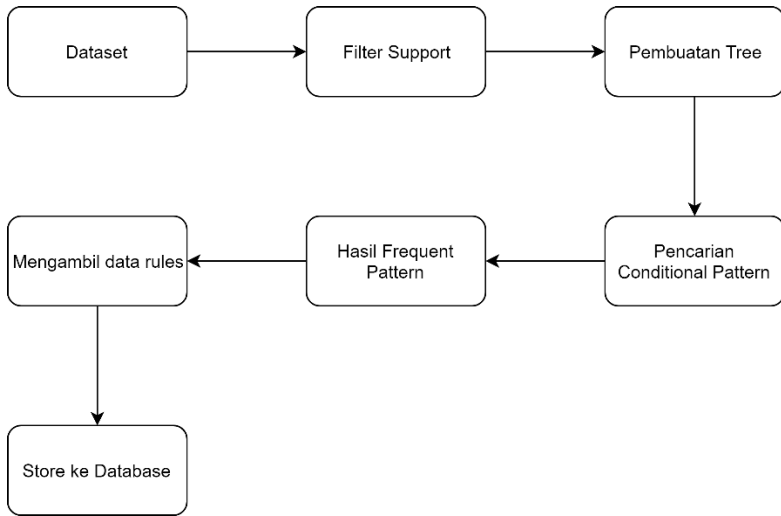 Dataset
Filter Support
Pembuatan Tree
Pencarian
Conditional Pattern
Hasil Frequent
Pattern
Mengambil data rules
Store ke Database